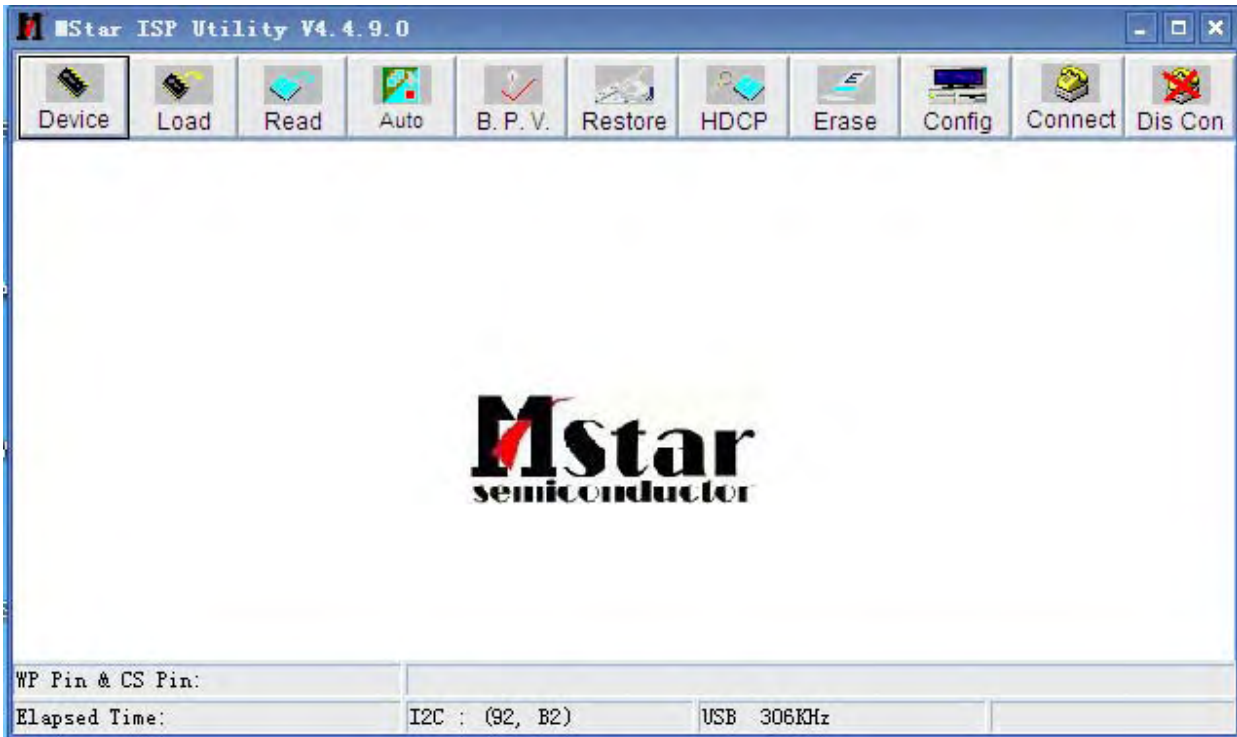 MStar ISP Utility V4.4.9.0
Device Load Read Auto B.P.V. Restore HDCP Erase Config Connect Dis Con
MStar
semiconductor
WP Pin & CS Pin:
Elapsed Time: I2C : (92, B2) USB 306KHz